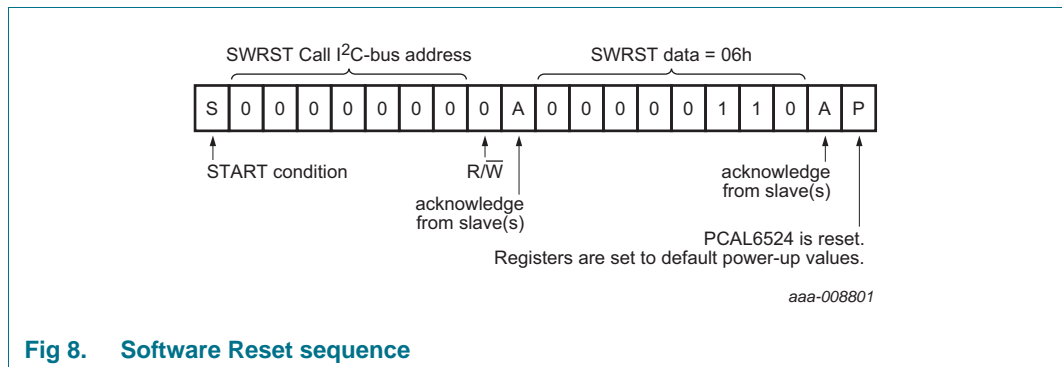 SWRST Call I2C-bus address SWRST data = 06h
S 0 0 0 0 0 0 0 0 A 0 0 0 0 0 1 1 0 A P
START condition R/W acknowledge
acknowledge from slave(s)
from slave(s)
PCAL6524 is reset.
Registers are set to default power-up values.
aaa-008801
Fig 8. Software Reset sequence